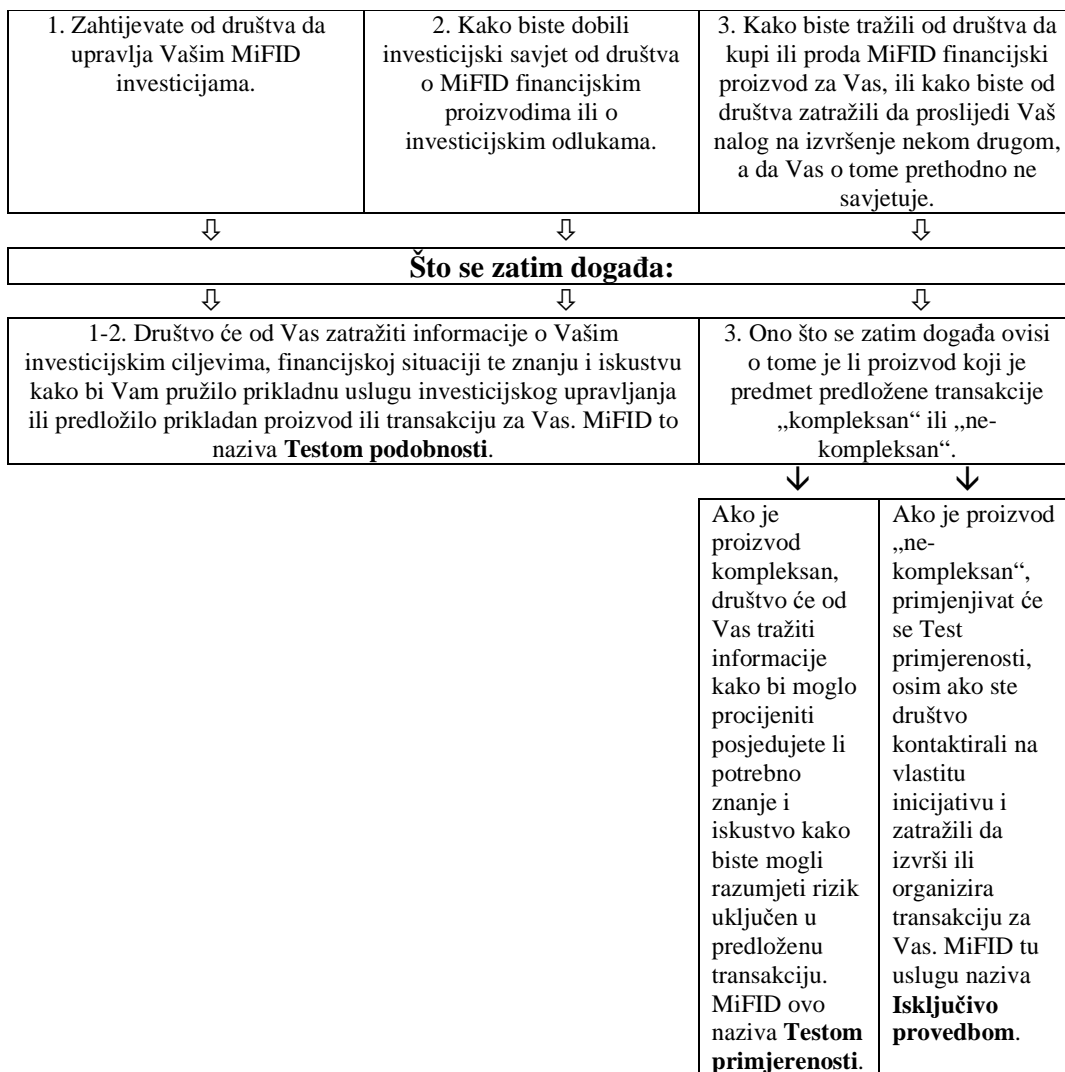 1. Zahtijevate od društva da
upravlja Vašim MiFID
investicijama.
2. Kako biste dobili
investicijski savjet od društva
o MiFID financijskim
proizvodima ili o
investicijskim odlukama.
3. Kako biste tražili od društva da
kupi ili proda MiFID financijski
proizvod za Vas, ili kako biste od
društva zatražili da proslijedi Vaš
nalog na izvršenje nekom drugom,
a da Vas o tome prethodno ne
savjetuje.
Što se zatim događa:
1-2. Društvo će od Vas zatražiti informacije o Vašim
investicijskim ciljevima, financijskoj situaciji te znanju i iskustvu
kako bi Vam pružilo prikladnu uslugu investicijskog upravljanja
ili predložilo prikladan proizvod ili transakciju za Vas. MiFID to
naziva Testom podobnosti.
3. Ono što se zatim događa ovisi
o tome je li proizvod koji je
predmet predložene transakcije
„kompleksan“ ili „ne-
kompleksan“.
Ako je
proizvod
kompleksan,
društvo će od
Vas tražiti
informacije
kako bi moglo
procijeniti
posjedujete li
potrebno
znanje i
iskustvo kako
biste mogli
razumjeti rizik
uključen u
predloženu
transakciju.
MiFID ovo
naziva Testom
primjerenosti.
Ako je proizvod
„ne-
kompleksan“,
primjenjivat će
se Test
primjerenosti,
osim ako ste
društvo
kontaktirali na
vlastitu
inicijativu i
zatražili da
izvrši ili
organizira
transakciju za
Vas. MiFID tu
uslugu naziva
Isključivo
provedbom.